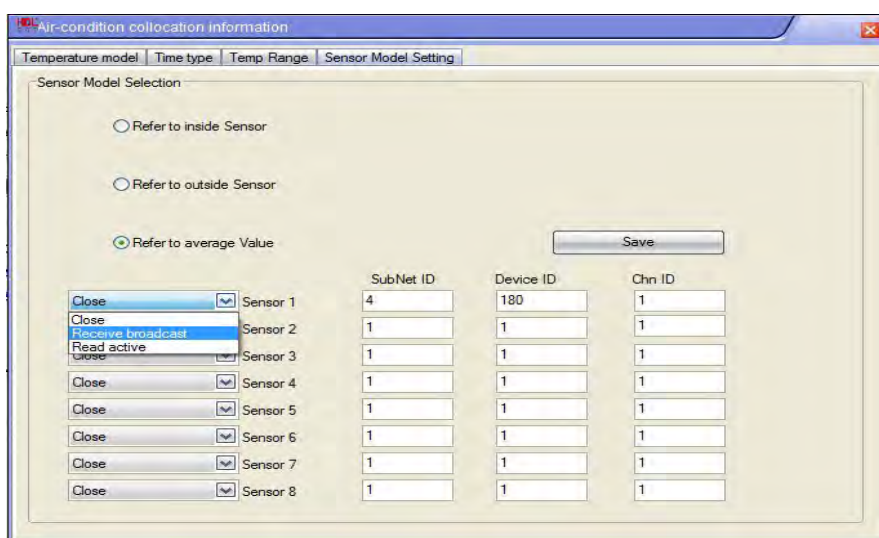 HDL Air-condition collocation information
Temperature model Time type Temp Range Sensor Model Setting
Sensor Model Selection
Refer to inside Sensor
Refer to outside Sensor
Refer to average Value Save
SubNet ID Device ID Chn ID
Close Sensor 1 4 180 1
Close
Receive broadcast Sensor 2 1 1 1
Read active
Close Sensor 3 1 1 1
Close Sensor 4 1 1 1
Close Sensor 5 1 1 1
Close Sensor 6 1 1 1
Close Sensor 7 1 1 1
Close Sensor 8 1 1 1